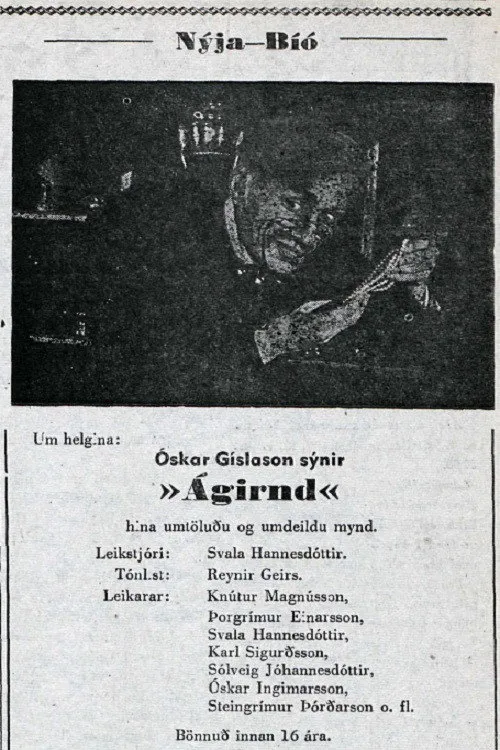 Nýja—Bíó
Um helgina:
Óskar Gíslason sýnir
»Ágirnd«
hina umtöluðu og umdeildu mynd.
Leikstjóri: Svala Hannesdóttir.
Tónlist: Reynir Geirs.
Leikarar: Knútur Magnússon,
Þorgrímur Einarsson,
Svala Hannesdóttir,
Karl Sigurðsson,
Sólveig Jóhannesdóttir,
Óskar Ingimarsson,
Steingrímur Þórðarson o. fl.
Bönnuð innan 16 ára.